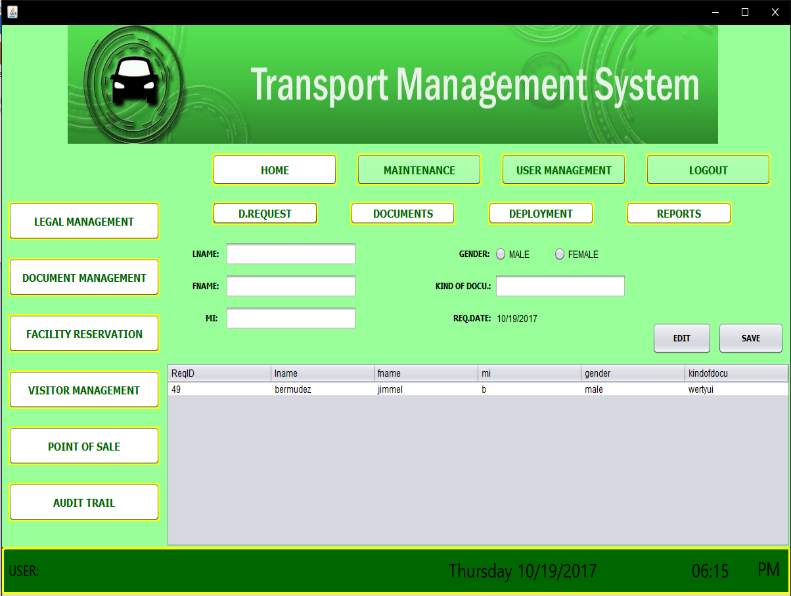 Transport Management System
HOME MAINTENANCE USER MANAGEMENT LOGOUT
D.REQUEST DOCUMENTS DEPLOYMENT REPORTS
LEGAL MANAGEMENT
DOCUMENT MANAGEMENT
FACILITY RESERVATION
VISITOR MANAGEMENT
POINT OF SALE
AUDIT TRAIL
LNAME: GENDER: MALE FEMALE
FNAME: KIND OF DOCU.:
MI: REQ.DATE: 10/19/2017
EDIT SAVE
ReqID lname fname mi gender kindofdocu
49 bermudez jimmel b male wertyui
USER: Thursday 10/19/2017 06:15 PM